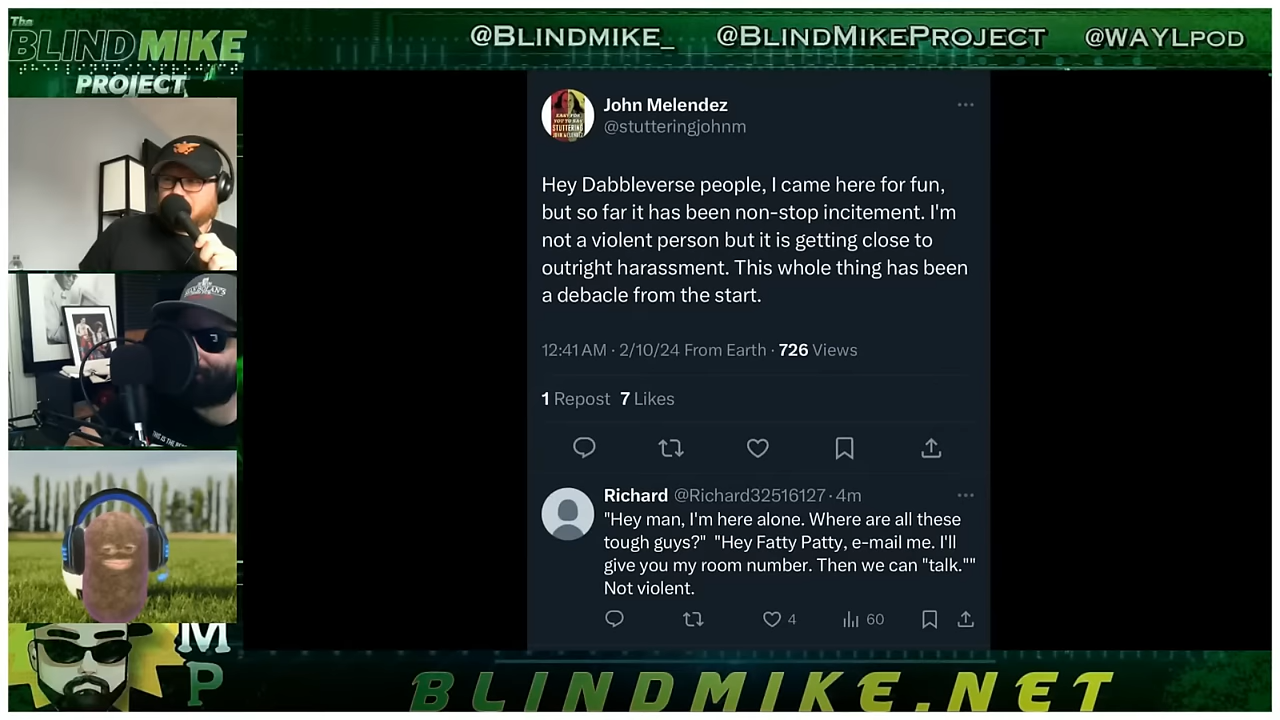 The
BLINDMIKE
PROJECT
@BLINDMIKE_ @BLINDMIKEPROJECT @WAYLPOD
John Melendez
@stutteringjohnm
Hey Dabbleverse people, I came here for fun,
but so far it has been non-stop incitement. I'm
not a violent person but it is getting close to
outright harassment. This whole thing has been
a debacle from the start.
12:41 AM · 2/10/24 From Earth · 726 Views
1 Repost 7 Likes
Richard @Richard32516127 · 4m
"Hey man, I'm here alone. Where are all these
tough guys?" "Hey Fatty Patty, e-mail me. I'll
give you my room number. Then we can "talk.""
Not violent.
4 60
M
P
BLINDMIKE.NET